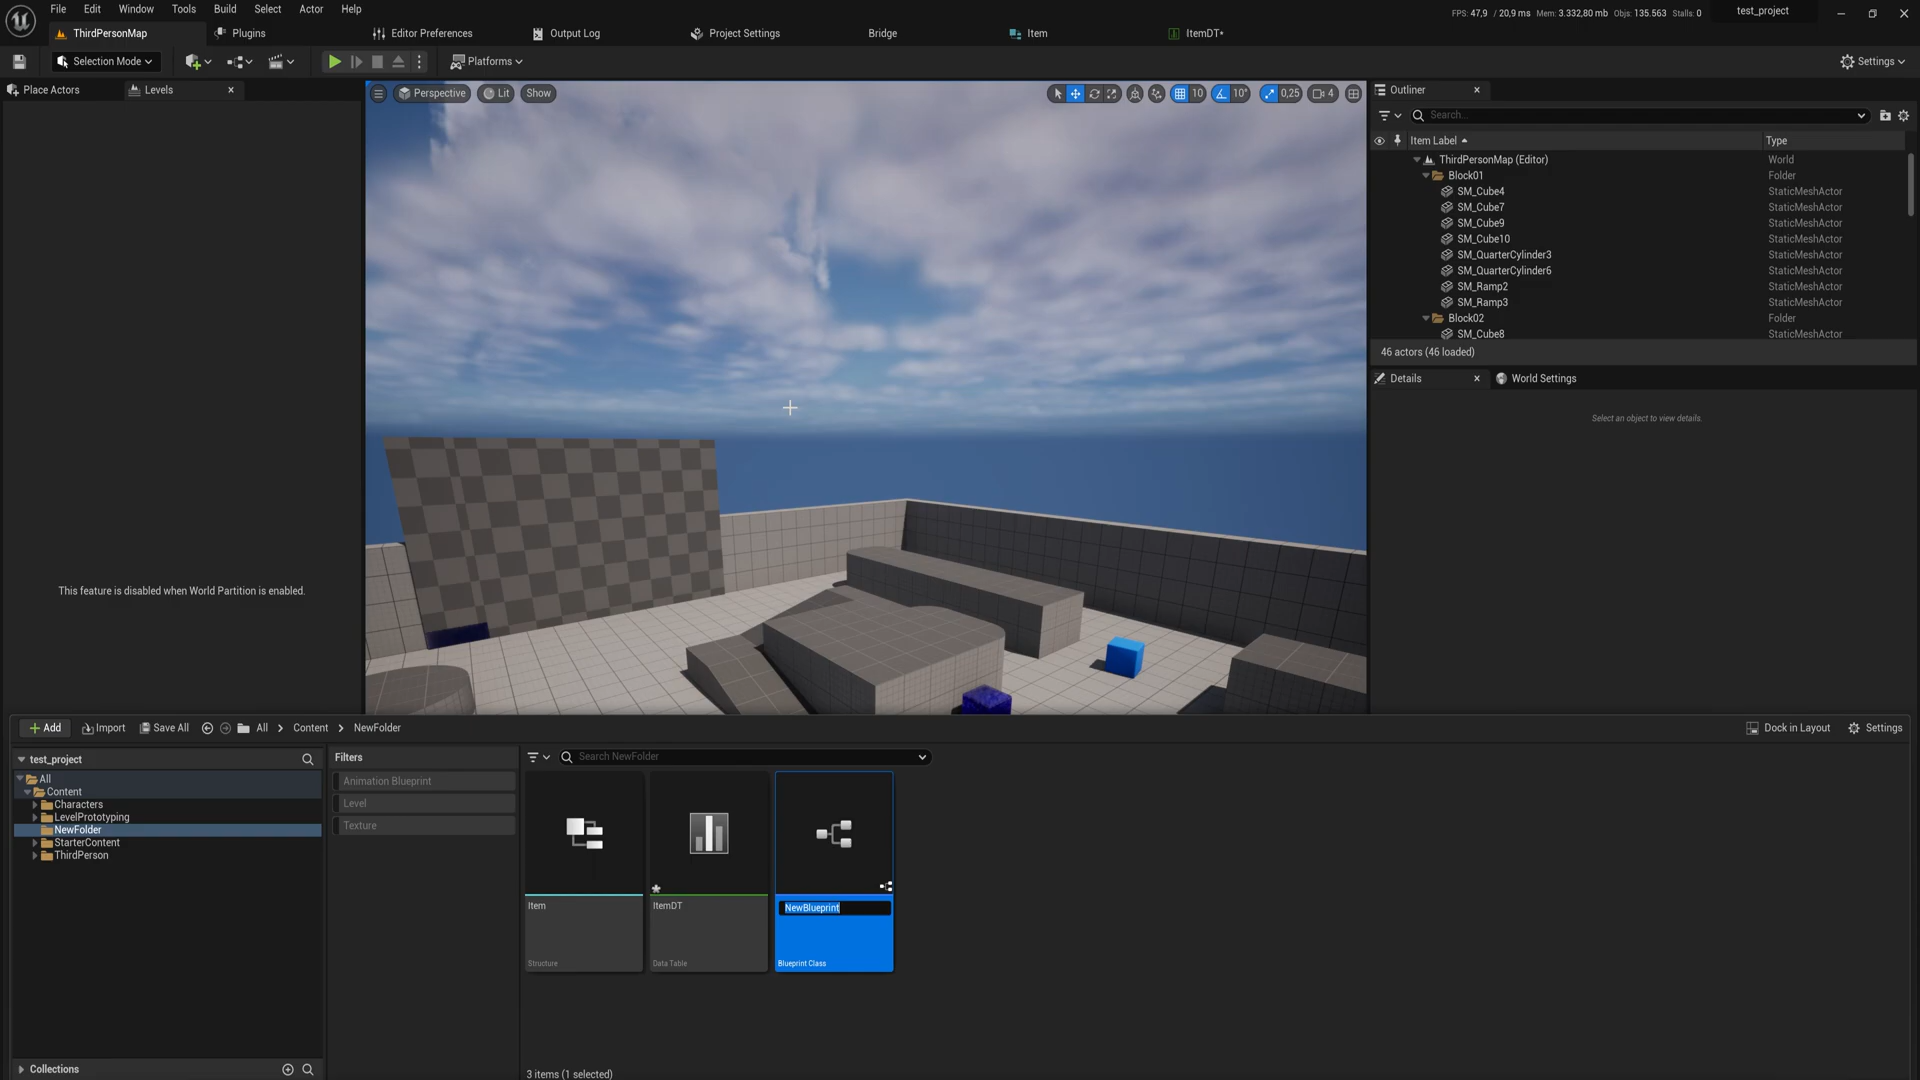 File Edit Window Tools Build Select Actor Help
FPS: 47,9 / 20,9 ms Mem: 3.332,80 mb Objs: 135.563 Stalls: 0
test_project
ThirdPersonMap
Plugins
Editor Preferences
Output Log
Project Settings
Bridge
Item
ItemDT*
Selection Mode
Platforms
Settings
Place Actors
Levels
This feature is disabled when World Partition is enabled.
Perspective
Lit
Show
10
10°
0,25
4
Outliner
Search...
Item Label
Type
ThirdPersonMap (Editor) World
Block01 Folder
SM_Cube4 StaticMeshActor
SM_Cube7 StaticMeshActor
SM_Cube9 StaticMeshActor
SM_Cube10 StaticMeshActor
SM_QuarterCylinder3 StaticMeshActor
SM_QuarterCylinder6 StaticMeshActor
SM_Ramp2 StaticMeshActor
SM_Ramp3 StaticMeshActor
Block02 Folder
SM_Cube8 StaticMeshActor
46 actors (46 loaded)
Details
World Settings
Select an object to view details.
Add
Import
Save All
All
Content
NewFolder
Dock in Layout
Settings
test_project
All
Content
Characters
LevelPrototyping
NewFolder
StarterContent
ThirdPerson
Collections
Filters
Animation Blueprint
Level
Texture
Search NewFolder
Item
Structure
ItemDT
Data Table
NewBlueprint
Blueprint Class
3 items (1 selected)